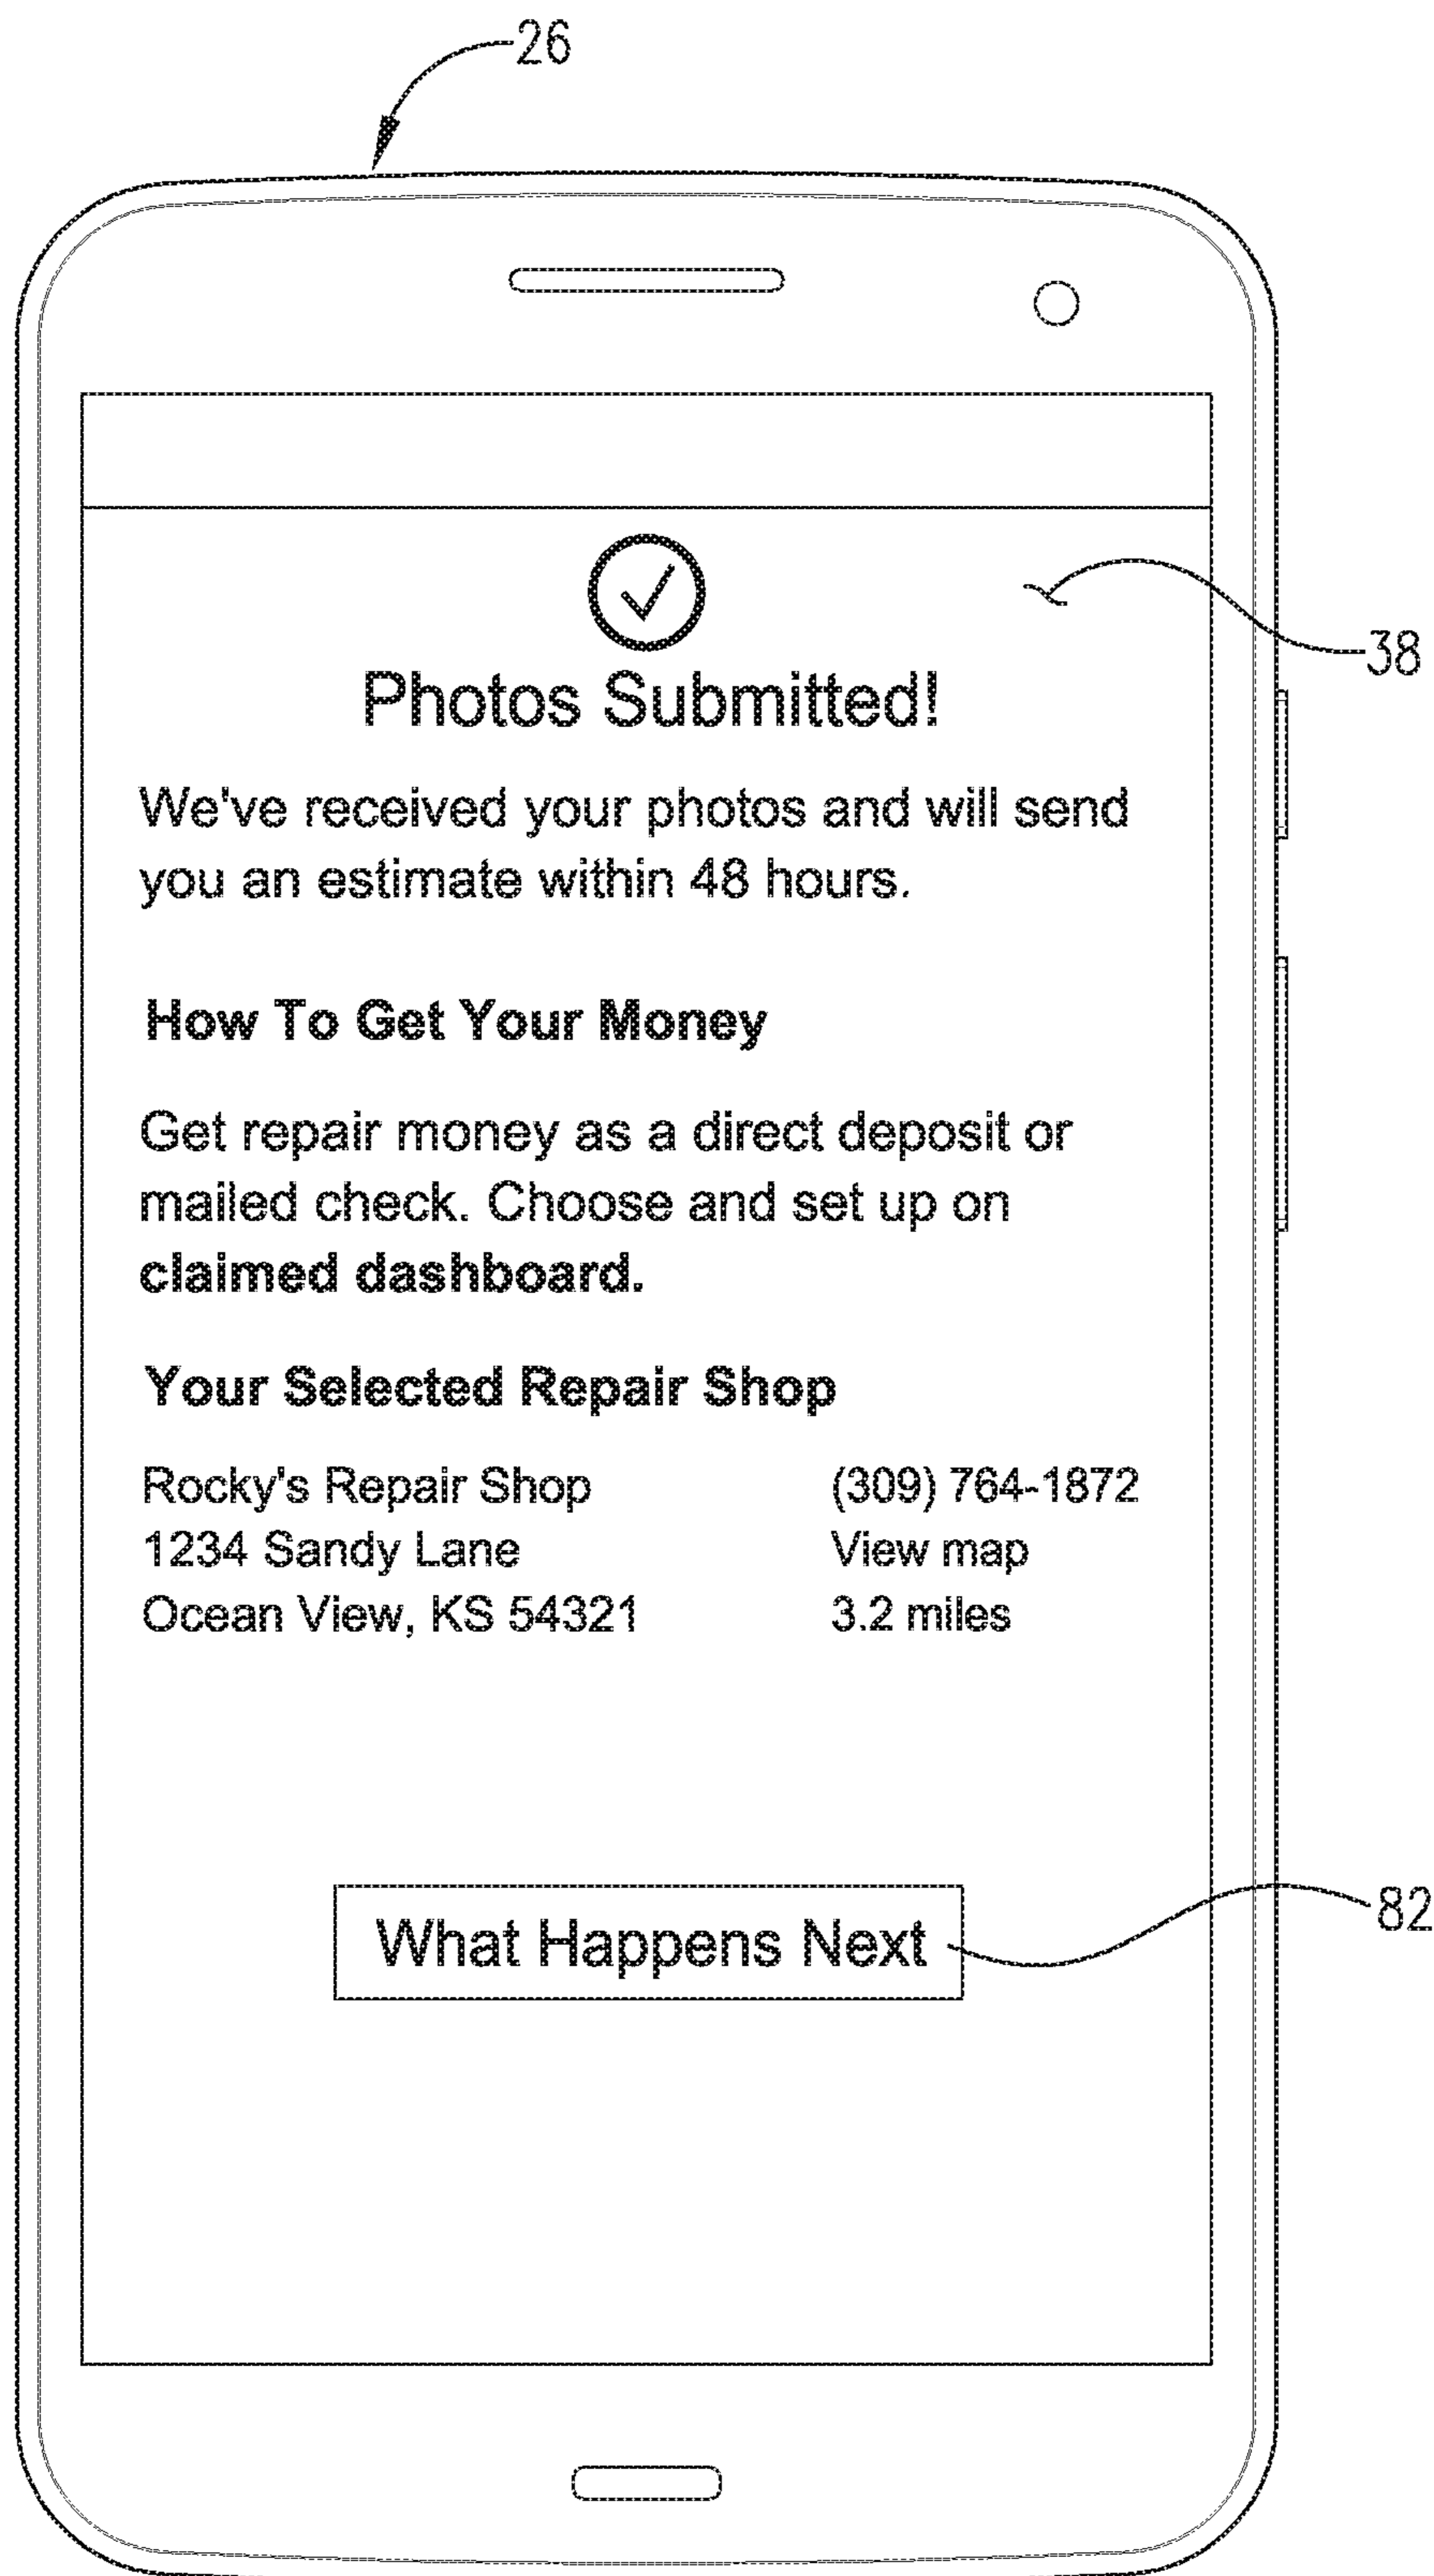 26
38
Photos Submitted!
We've received your photos and will send
you an estimate within 48 hours.
How To Get Your Money
Get repair money as a direct deposit or
mailed check. Choose and set up on
claimed dashboard.
Your Selected Repair Shop
Rocky's Repair Shop (309) 764-1872
1234 Sandy Lane View map
Ocean View, KS 54321 3.2 miles
What Happens Next 82